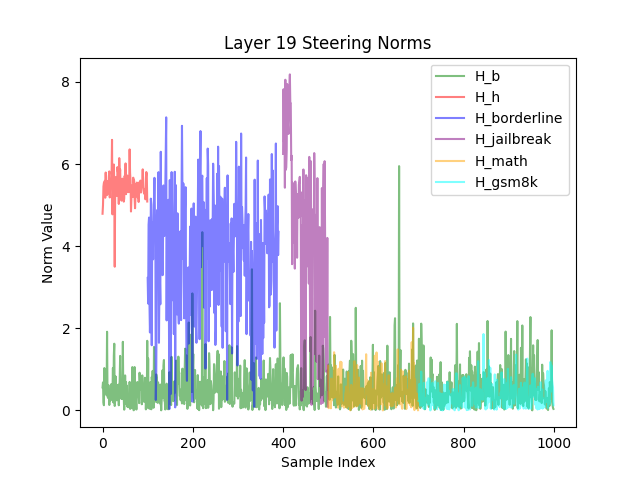 Layer 19 Steering Norms
H_b
H_h
H_borderline
H_jailbreak
H_math
H_gsm8k
Norm Value
8
6
4
2
0
0 200 400 600 800 1000
Sample Index